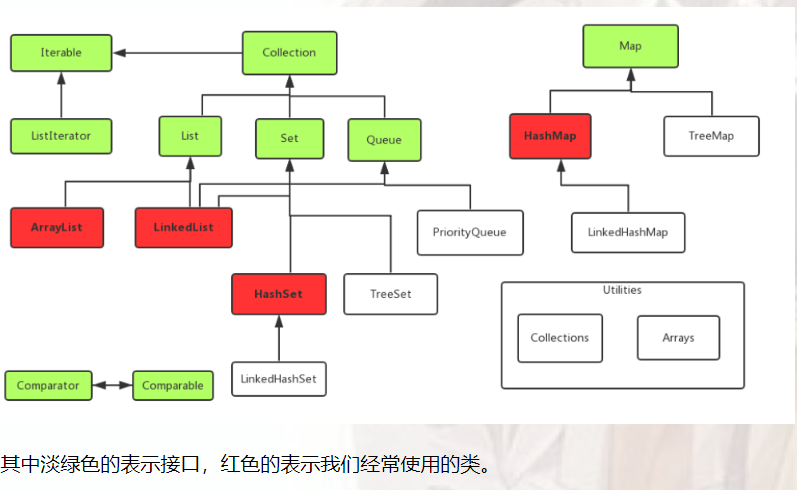 Iterable
Collection
Map
ListIterator
List
Set
Queue
HashMap
TreeMap
ArrayList
LinkedList
PriorityQueue
LinkedHashMap
HashSet
TreeSet
Utilities
Collections
Arrays
Comparator
Comparable
LinkedHashSet
其中淡绿色的表示接口，红色的表示我们经常使用的类。